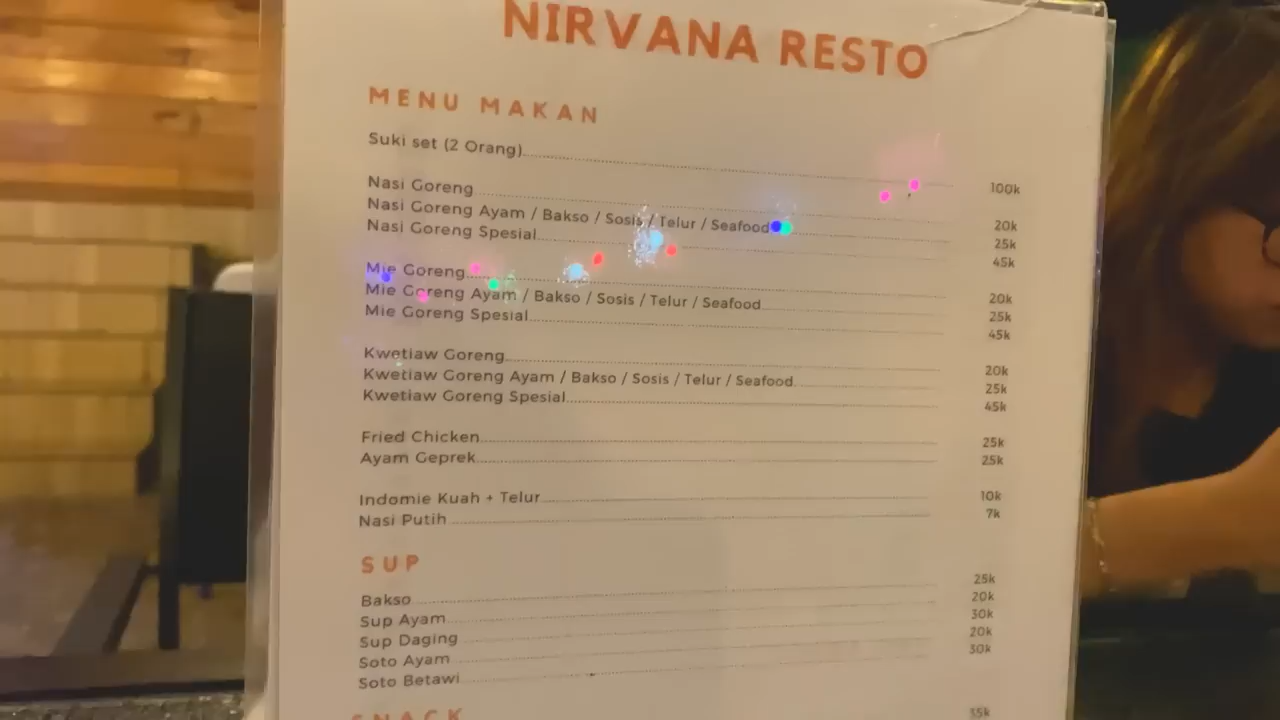 NIRVANA RESTO
MENU MAKAN
Suki set (2 Orang) 100k
Nasi Goreng 20k
Nasi Goreng Ayam / Bakso / Sosis / Telur / Seafood 25k
Nasi Goreng Spesial 45k
Mie Goreng 20k
Mie Goreng Ayam / Bakso / Sosis / Telur / Seafood 25k
Mie Goreng Spesial 45k
Kwetiaw Goreng 20k
Kwetiaw Goreng Ayam / Bakso / Sosis / Telur / Seafood 25k
Kwetiaw Goreng Spesial 45k
Fried Chicken 25k
Ayam Geprek 25k
Indomie Kuah + Telur 10k
Nasi Putih 7k
SUP
Bakso 25k
Sup Ayam 20k
Sup Daging 30k
Soto Ayam 20k
Soto Betawi 30k
SNACK
35k